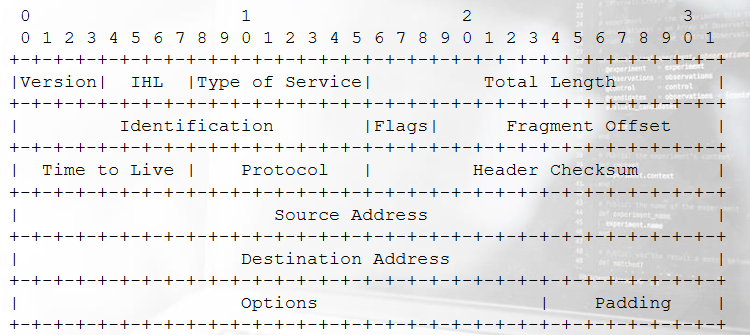 0                   1                   2                   3
 0 1 2 3 4 5 6 7 8 9 0 1 2 3 4 5 6 7 8 9 0 1 2 3 4 5 6 7 8 9 0 1
+-+-+-+-+-+-+-+-+-+-+-+-+-+-+-+-+-+-+-+-+-+-+-+-+-+-+-+-+-+-+-+-+
|Version|  IHL  |Type of Service|          Total Length         |
+-+-+-+-+-+-+-+-+-+-+-+-+-+-+-+-+-+-+-+-+-+-+-+-+-+-+-+-+-+-+-+-+
|         Identification        |Flags|      Fragment Offset    |
+-+-+-+-+-+-+-+-+-+-+-+-+-+-+-+-+-+-+-+-+-+-+-+-+-+-+-+-+-+-+-+-+
|  Time to Live |    Protocol   |         Header Checksum       |
+-+-+-+-+-+-+-+-+-+-+-+-+-+-+-+-+-+-+-+-+-+-+-+-+-+-+-+-+-+-+-+-+
|                       Source Address                          |
+-+-+-+-+-+-+-+-+-+-+-+-+-+-+-+-+-+-+-+-+-+-+-+-+-+-+-+-+-+-+-+-+
|                    Destination Address                        |
+-+-+-+-+-+-+-+-+-+-+-+-+-+-+-+-+-+-+-+-+-+-+-+-+-+-+-+-+-+-+-+-+
|                    Options                    |    Padding    |
+-+-+-+-+-+-+-+-+-+-+-+-+-+-+-+-+-+-+-+-+-+-+-+-+-+-+-+-+-+-+-+-+